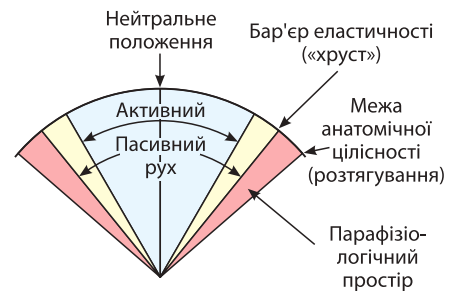 Нейтральне
положення
Бар'єр еластичності
(«хруст»)
Активний
Пасивний
рух
Межа
анатомічної
цілісності
(розтягування)
Парафізіо-
логічний
простір